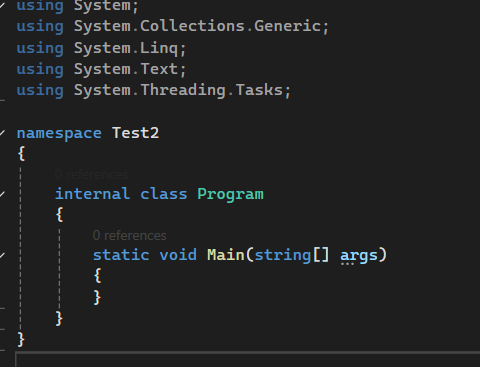 using System;
using System.Collections.Generic;
using System.Linq;
using System.Text;
using System.Threading.Tasks;
namespace Test2
{
0 references
internal class Program
{
0 references
static void Main(string[] args)
{
}
}
}